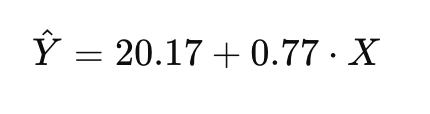 Ŷ = 20.17 + 0.77 · X